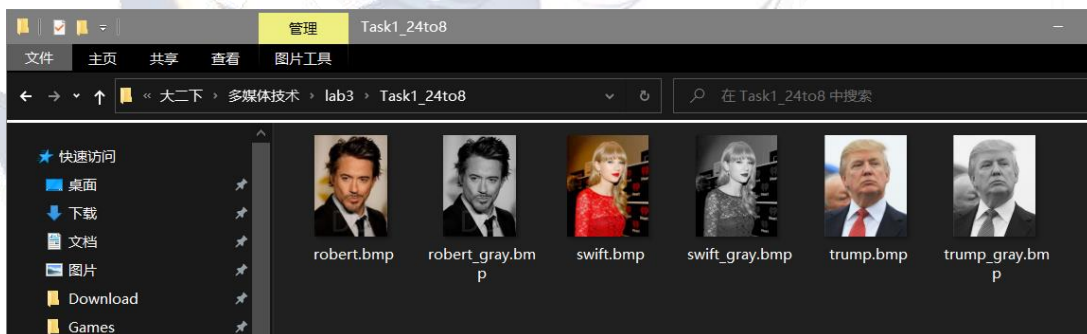 管理 Task1_24to8
文件 主页 共享 查看 图片工具
« 大二下 › 多媒体技术 › lab3 › Task1_24to8
在 Task1_24to8 中搜索
快速访问
桌面
下载
文档
图片
Download
Games
robert.bmp
robert_gray.bm
p
swift.bmp
swift_gray.bmp
trump.bmp
trump_gray.bm
p